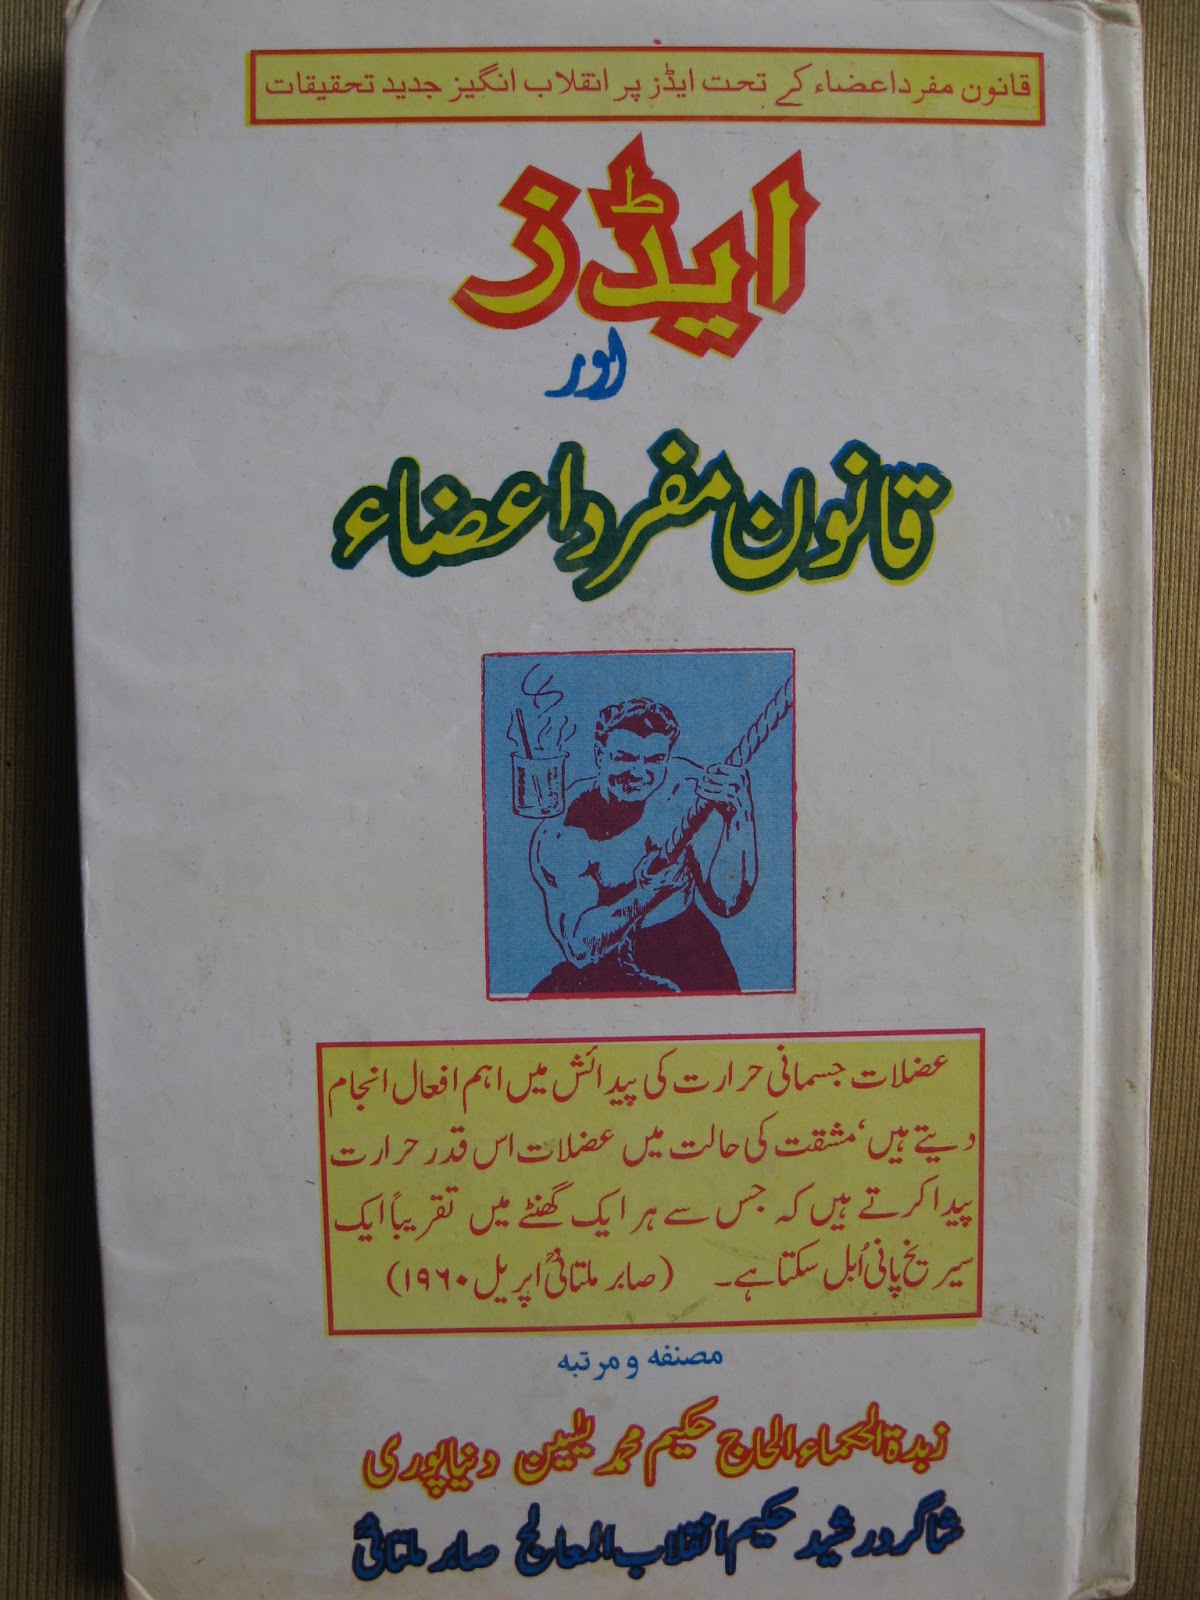 قانون مفرد اعضاء کے تحت ایڈز پر انقلاب انگیز جدید تحقیقات
ایڈز
اور
قانون مفرد اعضاء
عضلات جسمانی حرارت کی پیدائش میں اہم افعال انجام
دیتے ہیں، مشقت کی حالت میں عضلات اس قدر حرارت
پیدا کرتے ہیں کہ جس سے ہر ایک گھنٹے میں تقریباً ایک
سیر یخ پانی اُبل سکتا ہے۔ (صابر ملتانیؒ اپریل ۱۹۶۰)
مصنفہ و مرتبہ
زبدۃ الحکماء الحاج حکیم محمد یٰسین دنیاپوری
شاگرد رشید حکیم انقلاب المعالج صابر ملتانیؒ